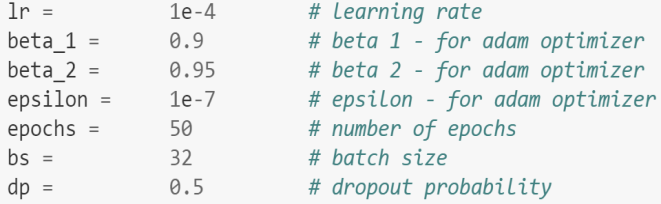 lr = 1e-4 # learning rate
beta_1 = 0.9 # beta 1 - for adam optimizer
beta_2 = 0.95 # beta 2 - for adam optimizer
epsilon = 1e-7 # epsilon - for adam optimizer
epochs = 50 # number of epochs
bs = 32 # batch size
dp = 0.5 # dropout probability